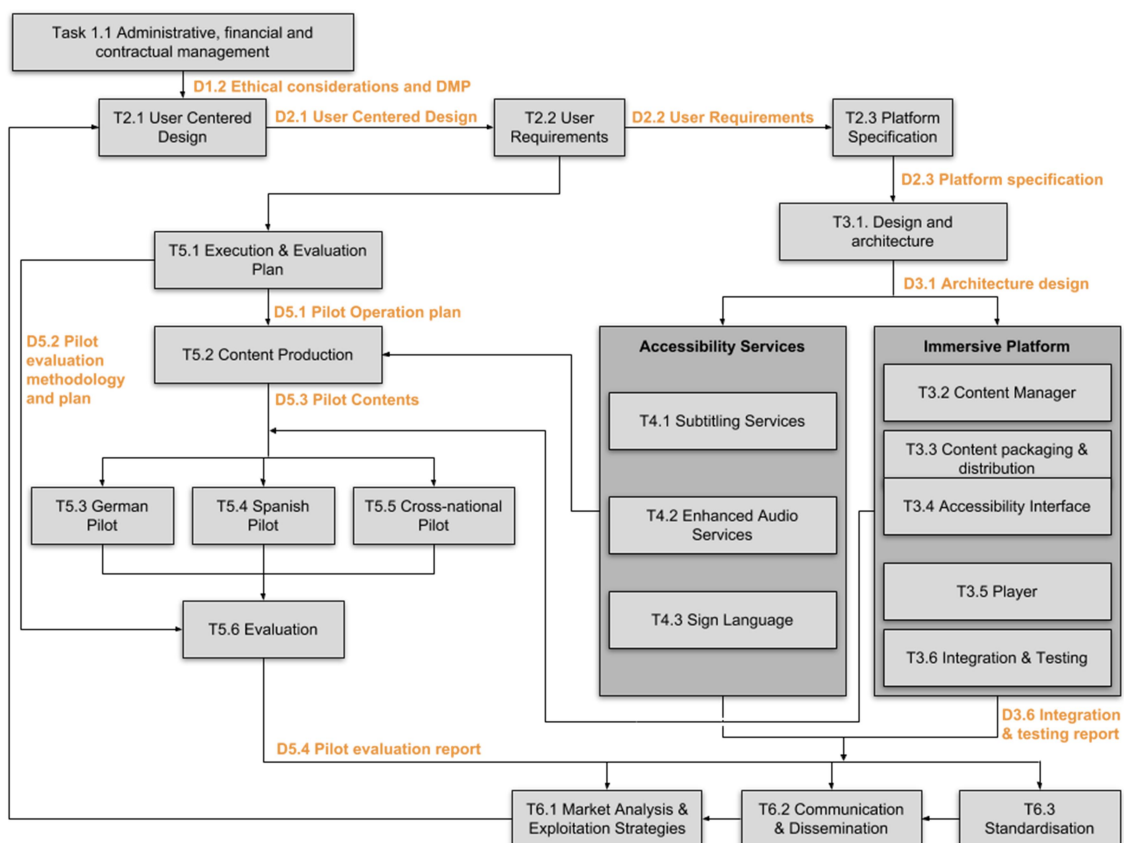 Task 1.1 Administrative, financial and
contractual management
D1.2 Ethical considerations and DMP
T2.1 User Centered
Design
D2.1 User Centered Design
T2.2 User
Requirements
D2.2 User Requirements
T2.3 Platform
Specification
D2.3 Platform specification
T3.1. Design and
architecture
D3.1 Architecture design
T5.1 Execution & Evaluation
Plan
D5.1 Pilot Operation plan
D5.2 Pilot
evaluation
methodology
and plan
T5.2 Content Production
D5.3 Pilot Contents
T5.3 German
Pilot
T5.4 Spanish
Pilot
T5.5 Cross-national
Pilot
T5.6 Evaluation
Accessibility Services
T4.1 Subtitling Services
T4.2 Enhanced Audio
Services
T4.3 Sign Language
Immersive Platform
T3.2 Content Manager
T3.3 Content packaging &
distribution
T3.4 Accessibility Interface
T3.5 Player
T3.6 Integration & Testing
D3.6 Integration
& testing report
D5.4 Pilot evaluation report
T6.1 Market Analysis &
Exploitation Strategies
T6.2 Communication
& Dissemination
T6.3
Standardisation